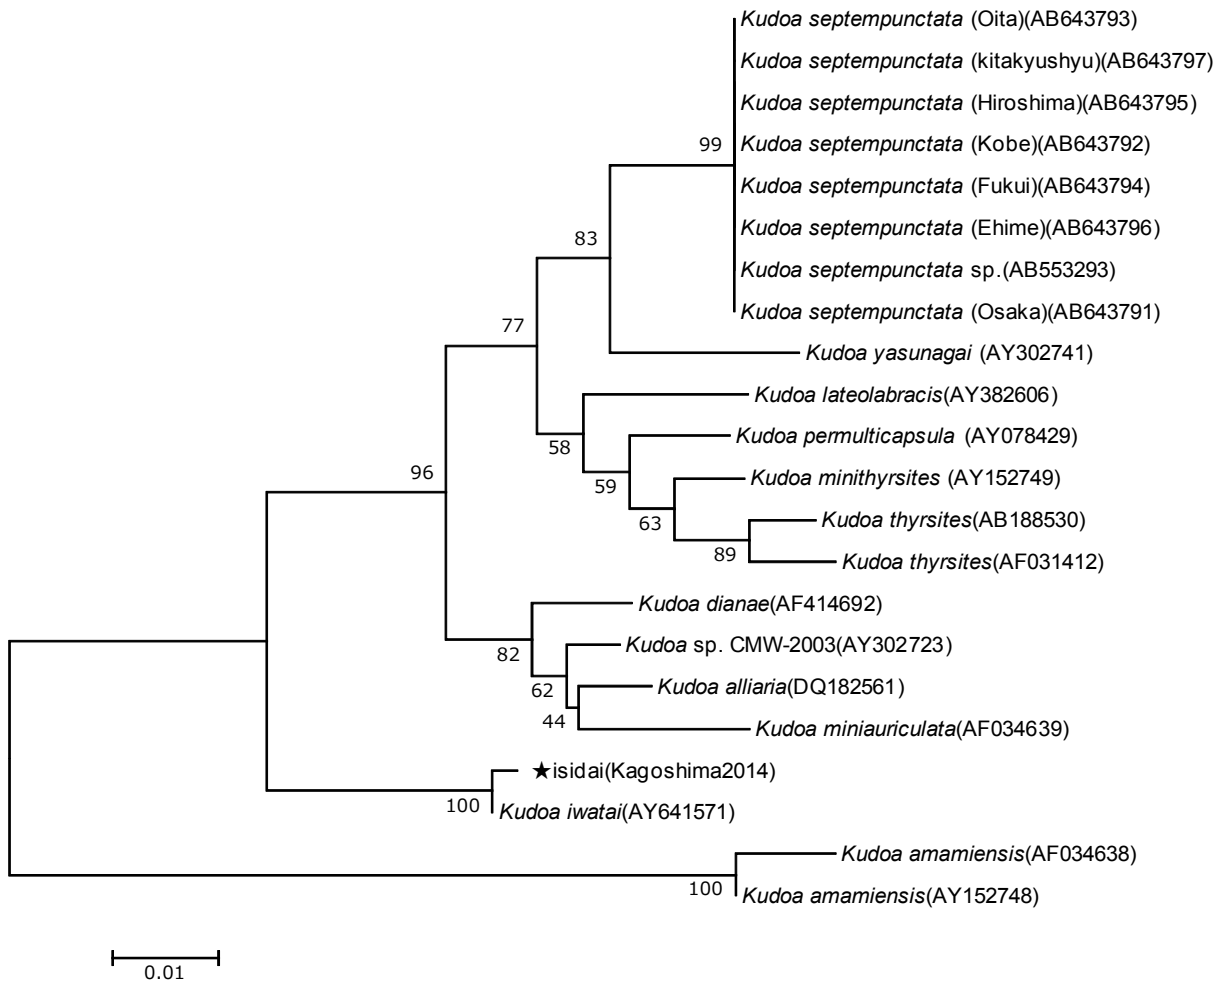 Kudoa septempunctata (Oita)(AB643793)
Kudoa septempunctata (kitakyushyu)(AB643797)
Kudoa septempunctata (Hiroshima)(AB643795)
99 Kudoa septempunctata (Kobe)(AB643792)
Kudoa septempunctata (Fukui)(AB643794)
Kudoa septempunctata (Ehime)(AB643796)
83
Kudoa septempunctata sp.(AB553293)
Kudoa septempunctata (Osaka)(AB643791)
77
Kudoa yasunagai (AY302741)
Kudoa lateolabracis(AY382606)
Kudoa permulticapsula (AY078429)
58
96
Kudoa minithyrsites (AY152749)
59
Kudoa thyrsites(AB188530)
63
89
Kudoa thyrsites(AF031412)
Kudoa dianae(AF414692)
Kudoa sp. CMW-2003(AY302723)
82
Kudoa alliaria(DQ182561)
62
44
Kudoa miniauriculata(AF034639)
★isidai(Kagoshima2014)
100
Kudoa iwatai(AY641571)
Kudoa amamiensis(AF034638)
100
Kudoa amamiensis(AY152748)
0.01